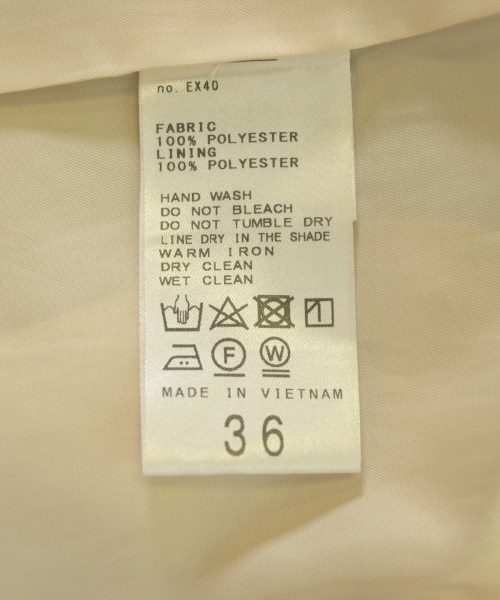 no. EX40
FABRIC
100% POLYESTER
LINING
100% POLYESTER
HAND WASH
DO NOT BLEACH
DO NOT TUMBLE DRY
LINE DRY IN THE SHADE
WARM IRON
DRY CLEAN
WET CLEAN
F W
MADE IN VIETNAM
36